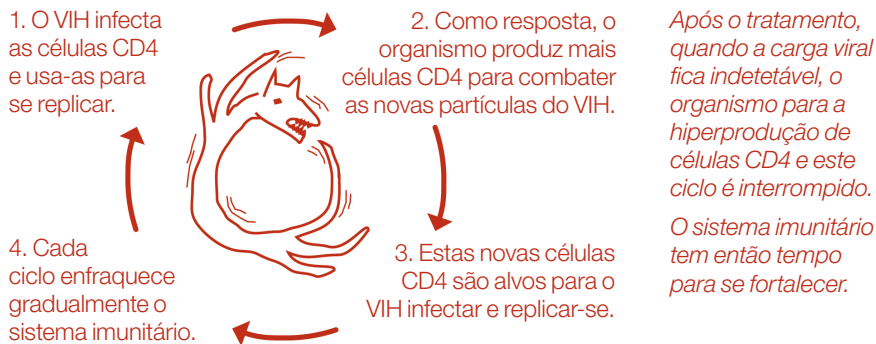 1. O VIH infecta
as células CD4
e usa-as para
se replicar.
2. Como resposta, o
organismo produz mais
células CD4 para combater
as novas partículas do VIH.
3. Estas novas células
CD4 são alvos para o
VIH infectar e replicar-se.
4. Cada
ciclo enfraquece
gradualmente o
sistema imunitário.
Após o tratamento,
quando a carga viral
fica indetetável, o
organismo para a
hiperprodução de
células CD4 e este
ciclo é interrompido.
O sistema imunitário
tem então tempo
para se fortalecer.